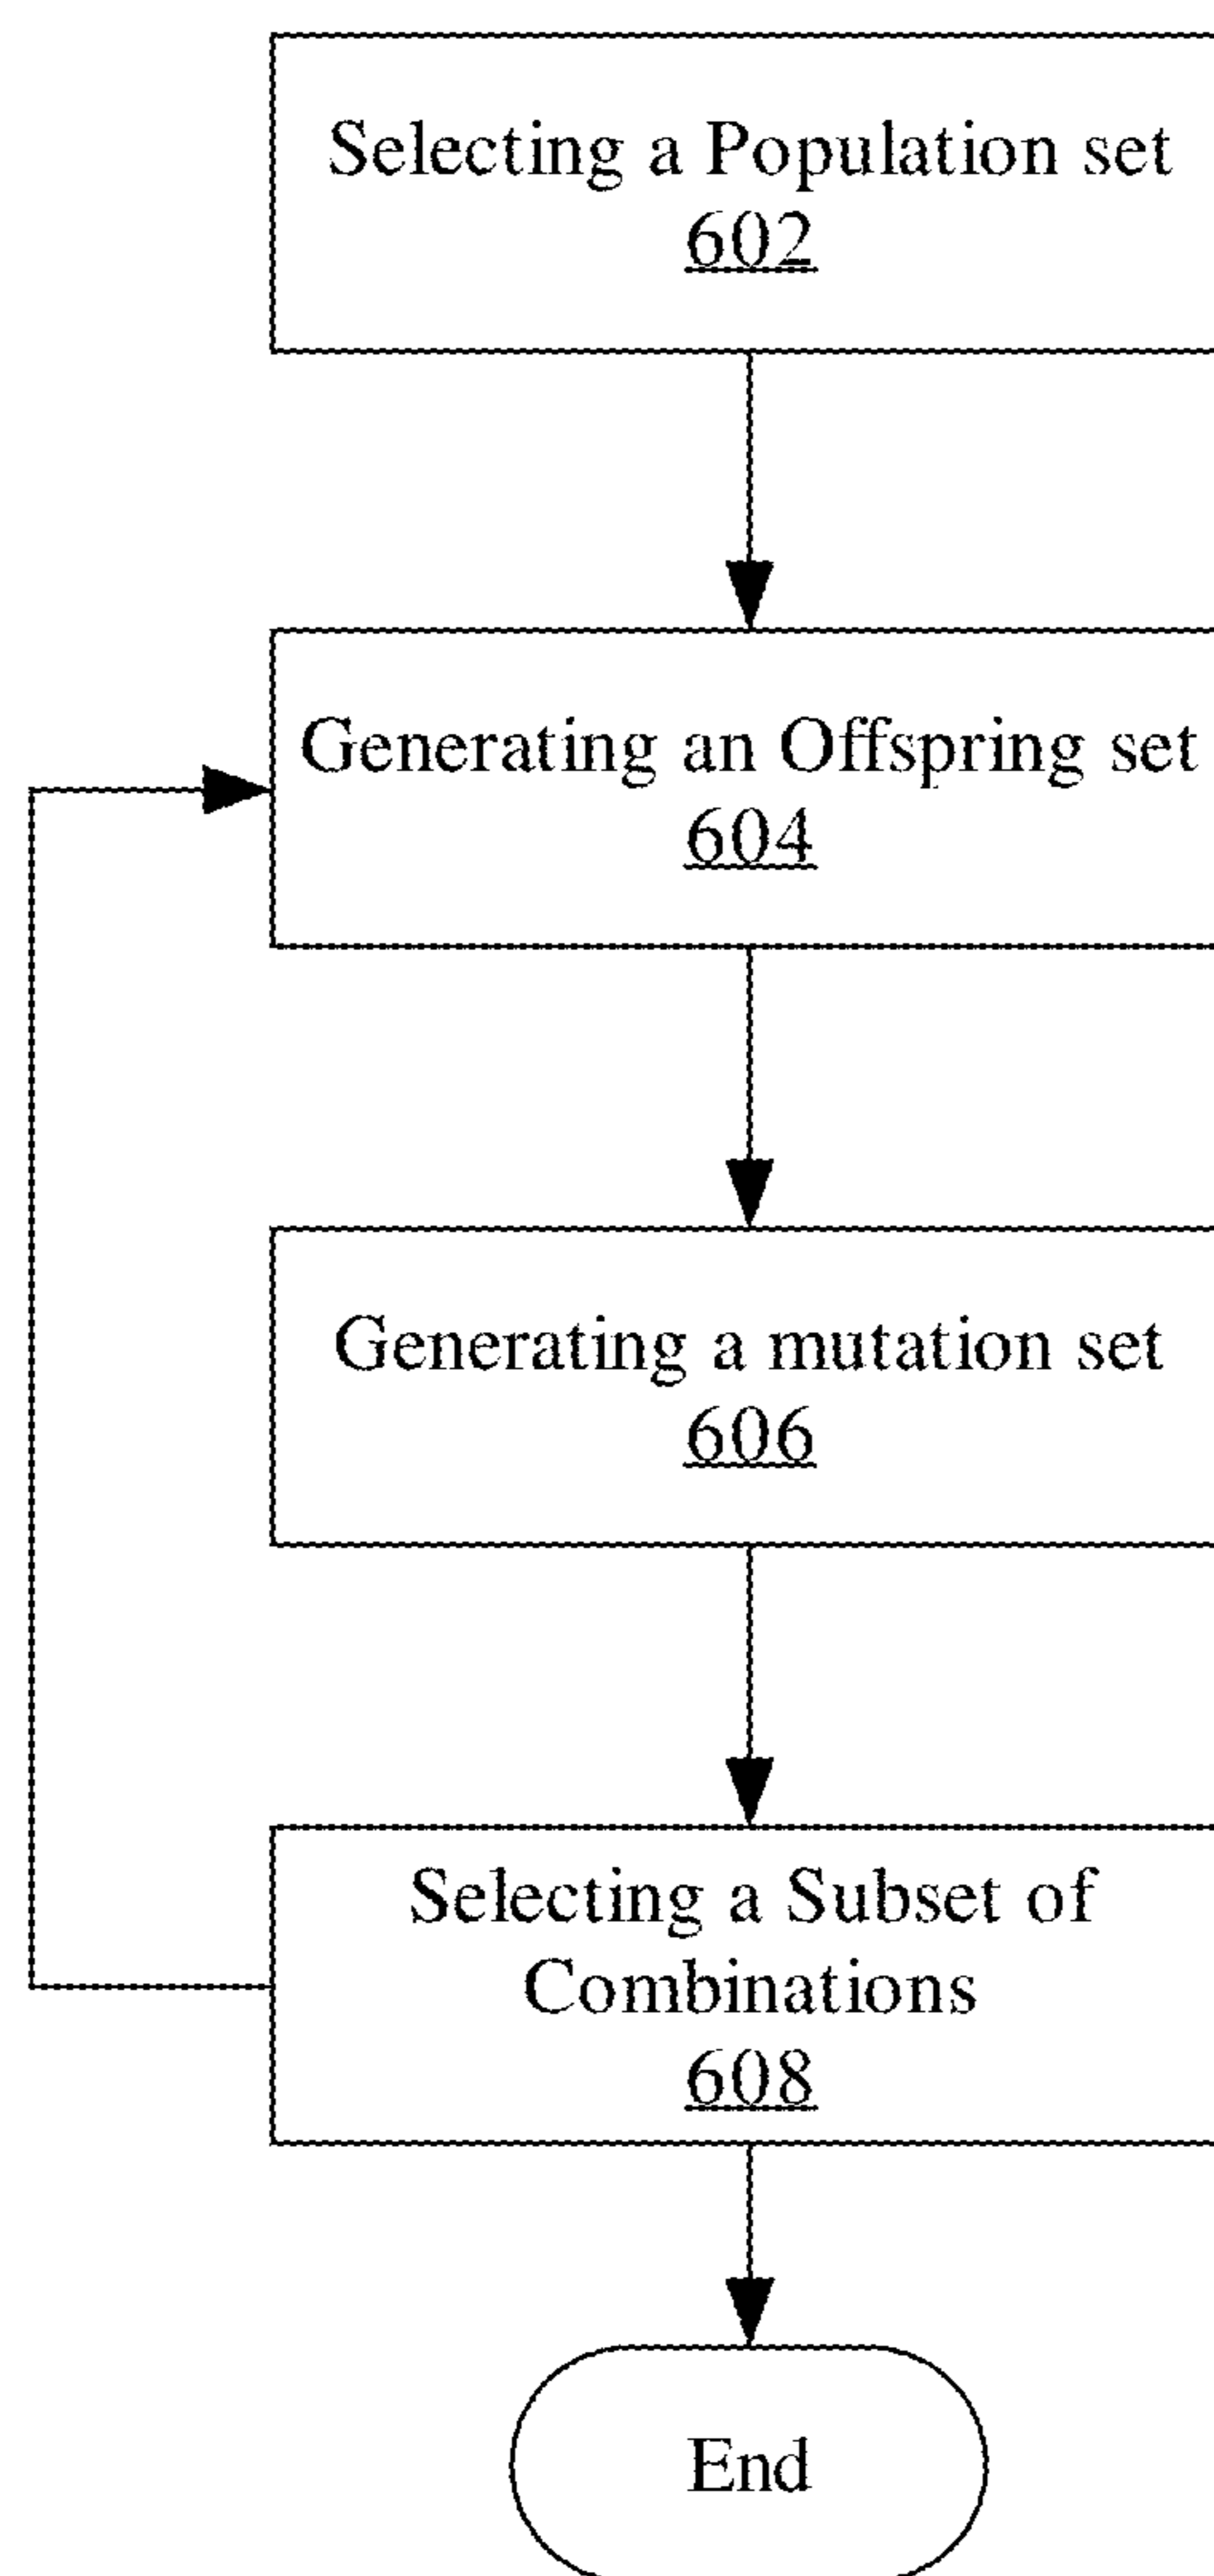 Selecting a Population set
602
Generating an Offspring set
604
Generating a mutation set
606
Selecting a Subset of
Combinations
608
End